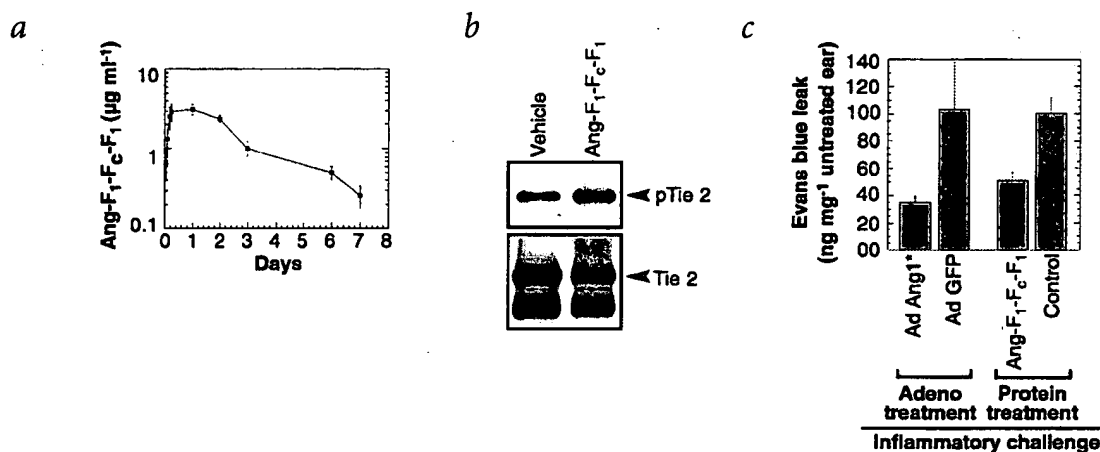 a
Ang-F1-Fc-F1 (µg ml-1)
10
1
0.1
0 1 2 3 4 5 6 7 8
Days
b
Vehicle
Ang-F1-Fc-F1
pTie 2
Tie 2
c
Evans blue leak
(ng mg-1 untreated ear)
140
120
100
80
60
40
20
00
Ad Ang1*
Ad GFP
Ang-F1-Fc-F1
Control
Adeno
treatment
Protein
treatment
Inflammatory challenge